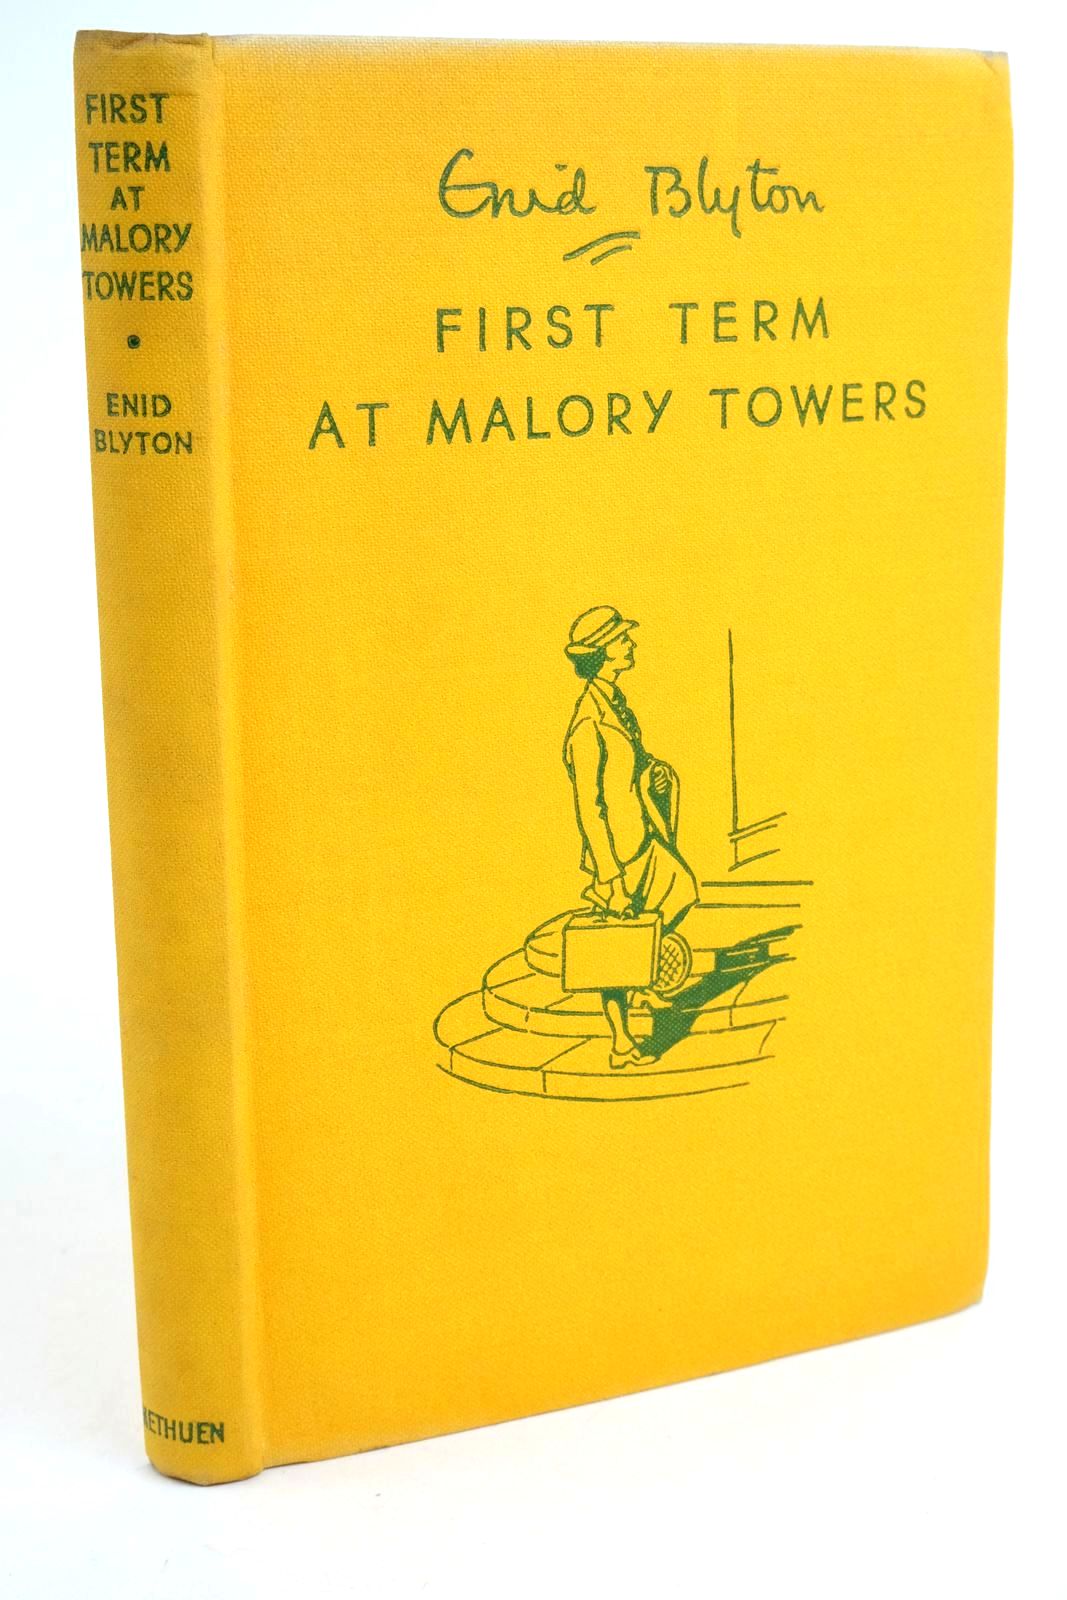 FIRST
TERM
AT
MALORY
TOWERS
•
ENID
BLYTON
METHUEN
Enid Blyton
FIRST TERM
AT MALORY TOWERS